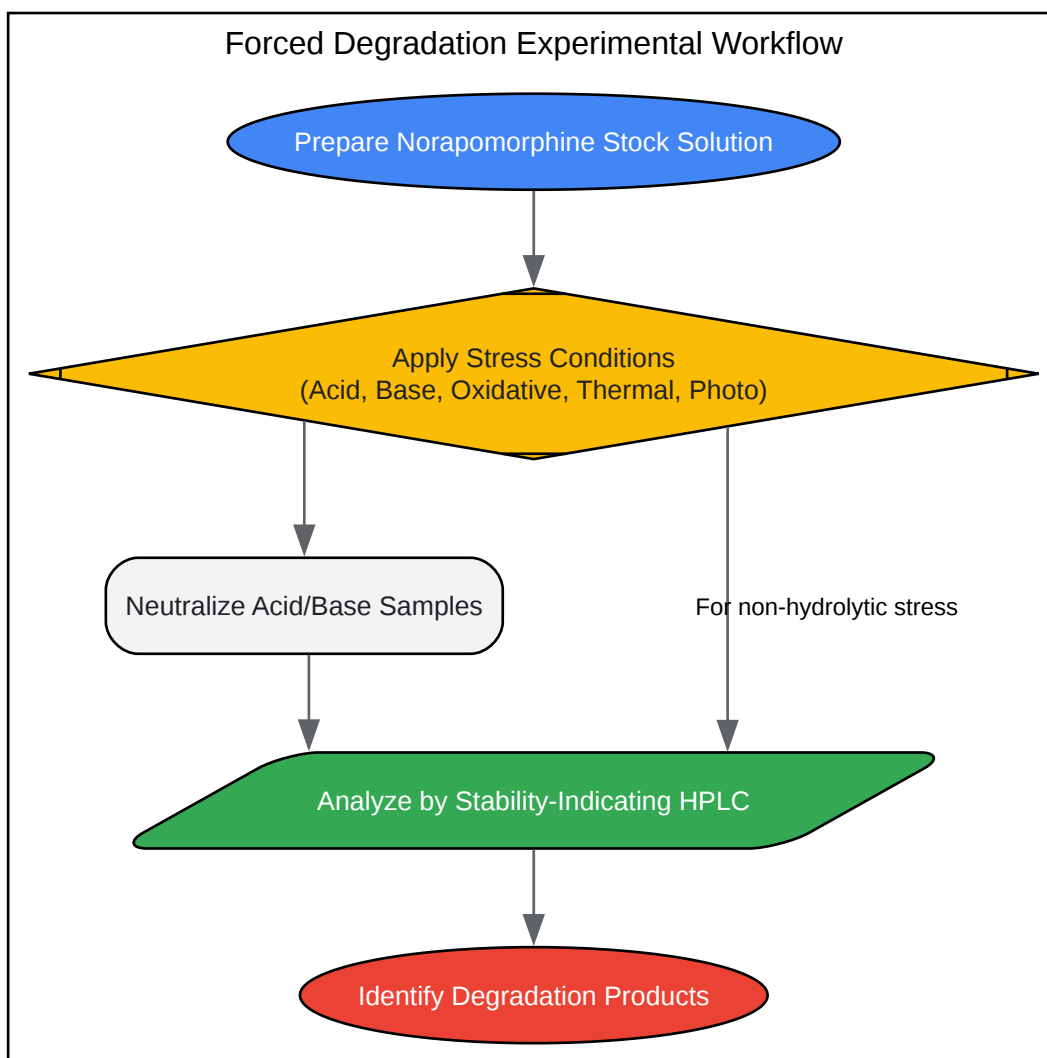 Forced Degradation Experimental Workflow
Prepare Norapomorphine Stock Solution
Apply Stress Conditions
(Acid, Base, Oxidative, Thermal, Photo)
Neutralize Acid/Base Samples
For non-hydrolytic stress
Analyze by Stability-Indicating HPLC
Identify Degradation Products